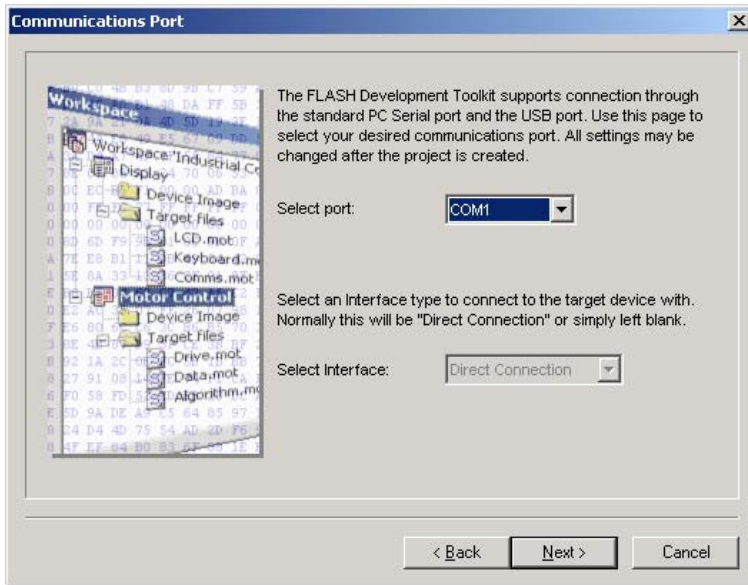 Communications Port
The FLASH Development Toolkit supports connection through
the standard PC Serial port and the USB port. Use this page to
select your desired communications port. All settings may be
changed after the project is created.
Select port:
COM1
Select an Interface type to connect to the target device with.
Normally this will be "Direct Connection" or simply left blank.
Select Interface:
Direct Connection
Workspace
Workspace "Industrial Co
Display
Device Image
Target files
LCD.mot
Keyboard.m
Comms.mot
Motor Control
Device Image
Target files
Drive.mot
Data.mot
Algorithm.mo
< Back
Next >
Cancel